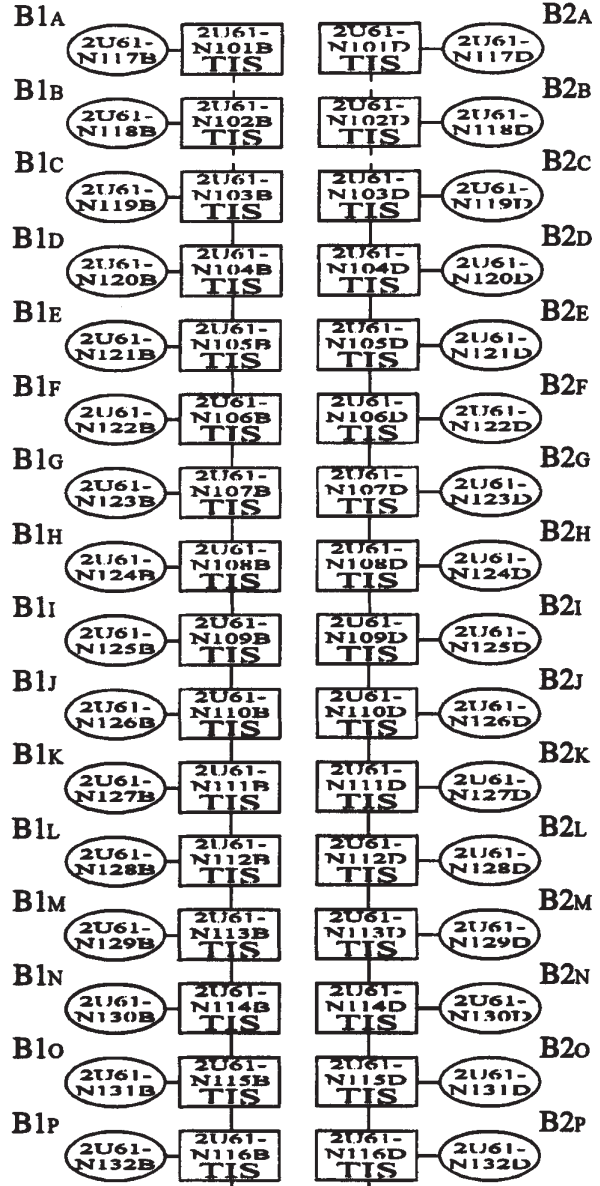 B1A 2U61- 2U61- 2U61- 2U61- B2A
N117B N101B N101D N117D
TIS TIS
B1B 2U61- 2U61- 2U61- 2U61- B2B
N118B N102B N102D N118D
TIS TIS
B1C 2U61- 2U61- 2U61- 2U61- B2C
N119B N103B N103D N119D
TIS TIS
B1D 2U61- 2U61- 2U61- 2U61- B2D
N120B N104B N104D N120D
TIS TIS
B1E 2U61- 2U61- 2U61- 2U61- B2E
N121B N105B N105D N121D
TIS TIS
B1F 2U61- 2U61- 2U61- 2U61- B2F
N122B N106B N106D N122D
TIS TIS
B1G 2U61- 2U61- 2U61- 2U61- B2G
N123B N107B N107D N123D
TIS TIS
B1H 2U61- 2U61- 2U61- 2U61- B2H
N124B N108B N108D N124D
TIS TIS
B1I 2U61- 2U61- 2U61- 2U61- B2I
N125B N109B N109D N125D
TIS TIS
B1J 2U61- 2U61- 2U61- 2U61- B2J
N126B N110B N110D N126D
TIS TIS
B1K 2U61- 2U61- 2U61- 2U61- B2K
N127B N111B N111D N127D
TIS TIS
B1L 2U61- 2U61- 2U61- 2U61- B2L
N128B N112B N112D N128D
TIS TIS
B1M 2U61- 2U61- 2U61- 2U61- B2M
N129B N113B N113D N129D
TIS TIS
B1N 2U61- 2U61- 2U61- 2U61- B2N
N130B N114B N114D N130D
TIS TIS
B1O 2U61- 2U61- 2U61- 2U61- B2O
N131B N115B N115D N131D
TIS TIS
B1P 2U61- 2U61- 2U61- 2U61- B2P
N132B N116B N116D N132D
TIS TIS